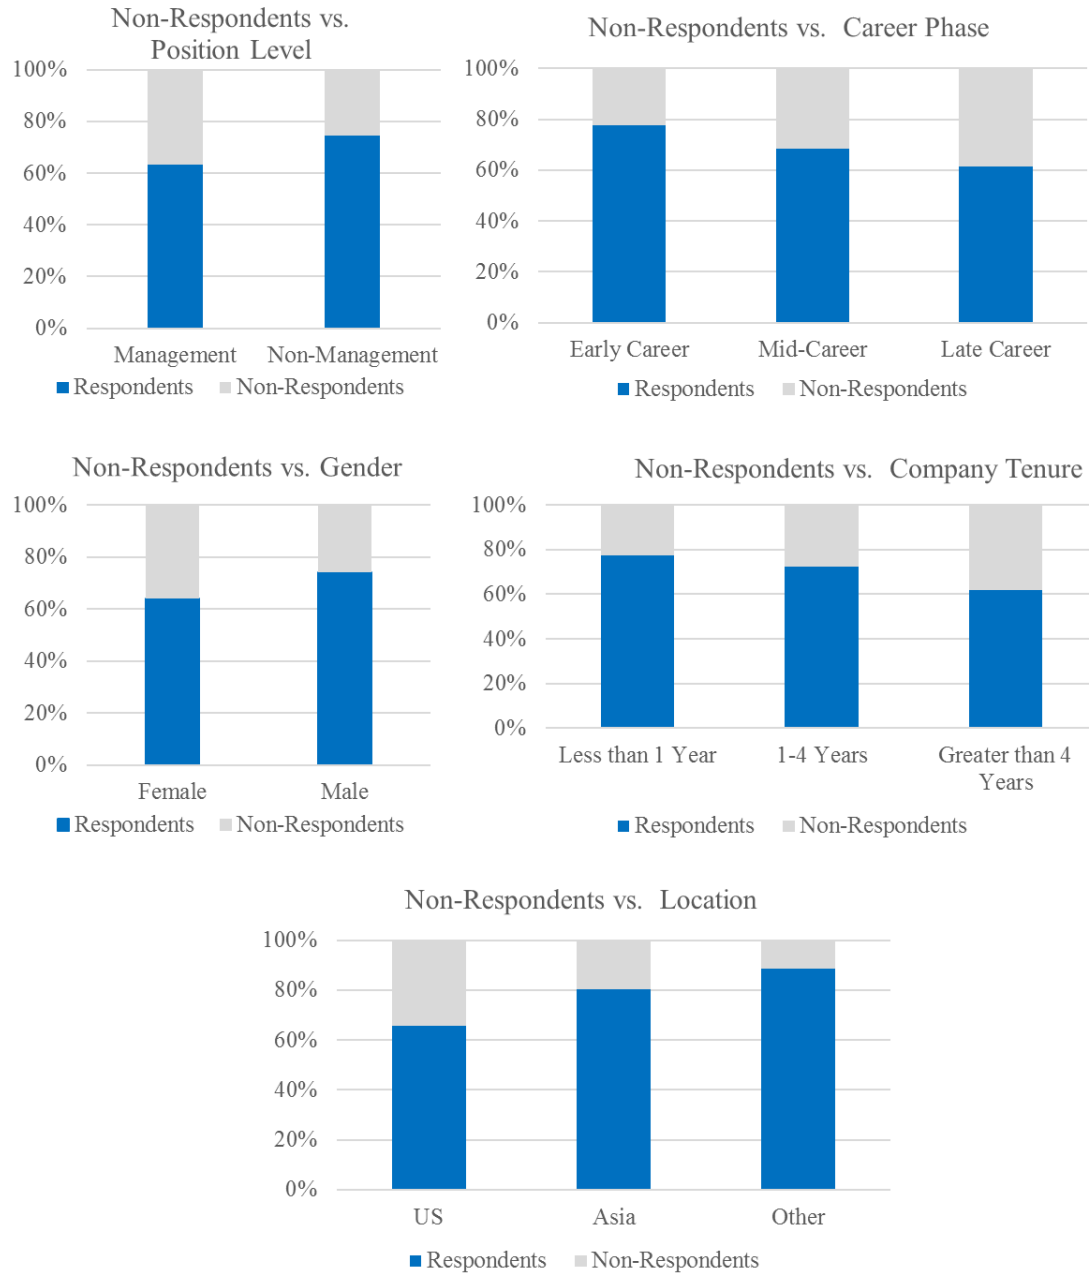 Non-Respondents vs.
Position Level
100%
80%
60%
40%
20%
0%
Management Non-Management
Respondents Non-Respondents
Non-Respondents vs. Career Phase
100%
80%
60%
40%
20%
0%
Early Career Mid-Career Late Career
Respondents Non-Respondents
Non-Respondents vs. Gender
100%
80%
60%
40%
20%
0%
Female Male
Respondents Non-Respondents
Non-Respondents vs. Company Tenure
100%
80%
60%
40%
20%
0%
Less than 1 Year 1-4 Years Greater than 4
Years
Respondents Non-Respondents
Non-Respondents vs. Location
100%
80%
60%
40%
20%
0%
US Asia Other
Respondents Non-Respondents